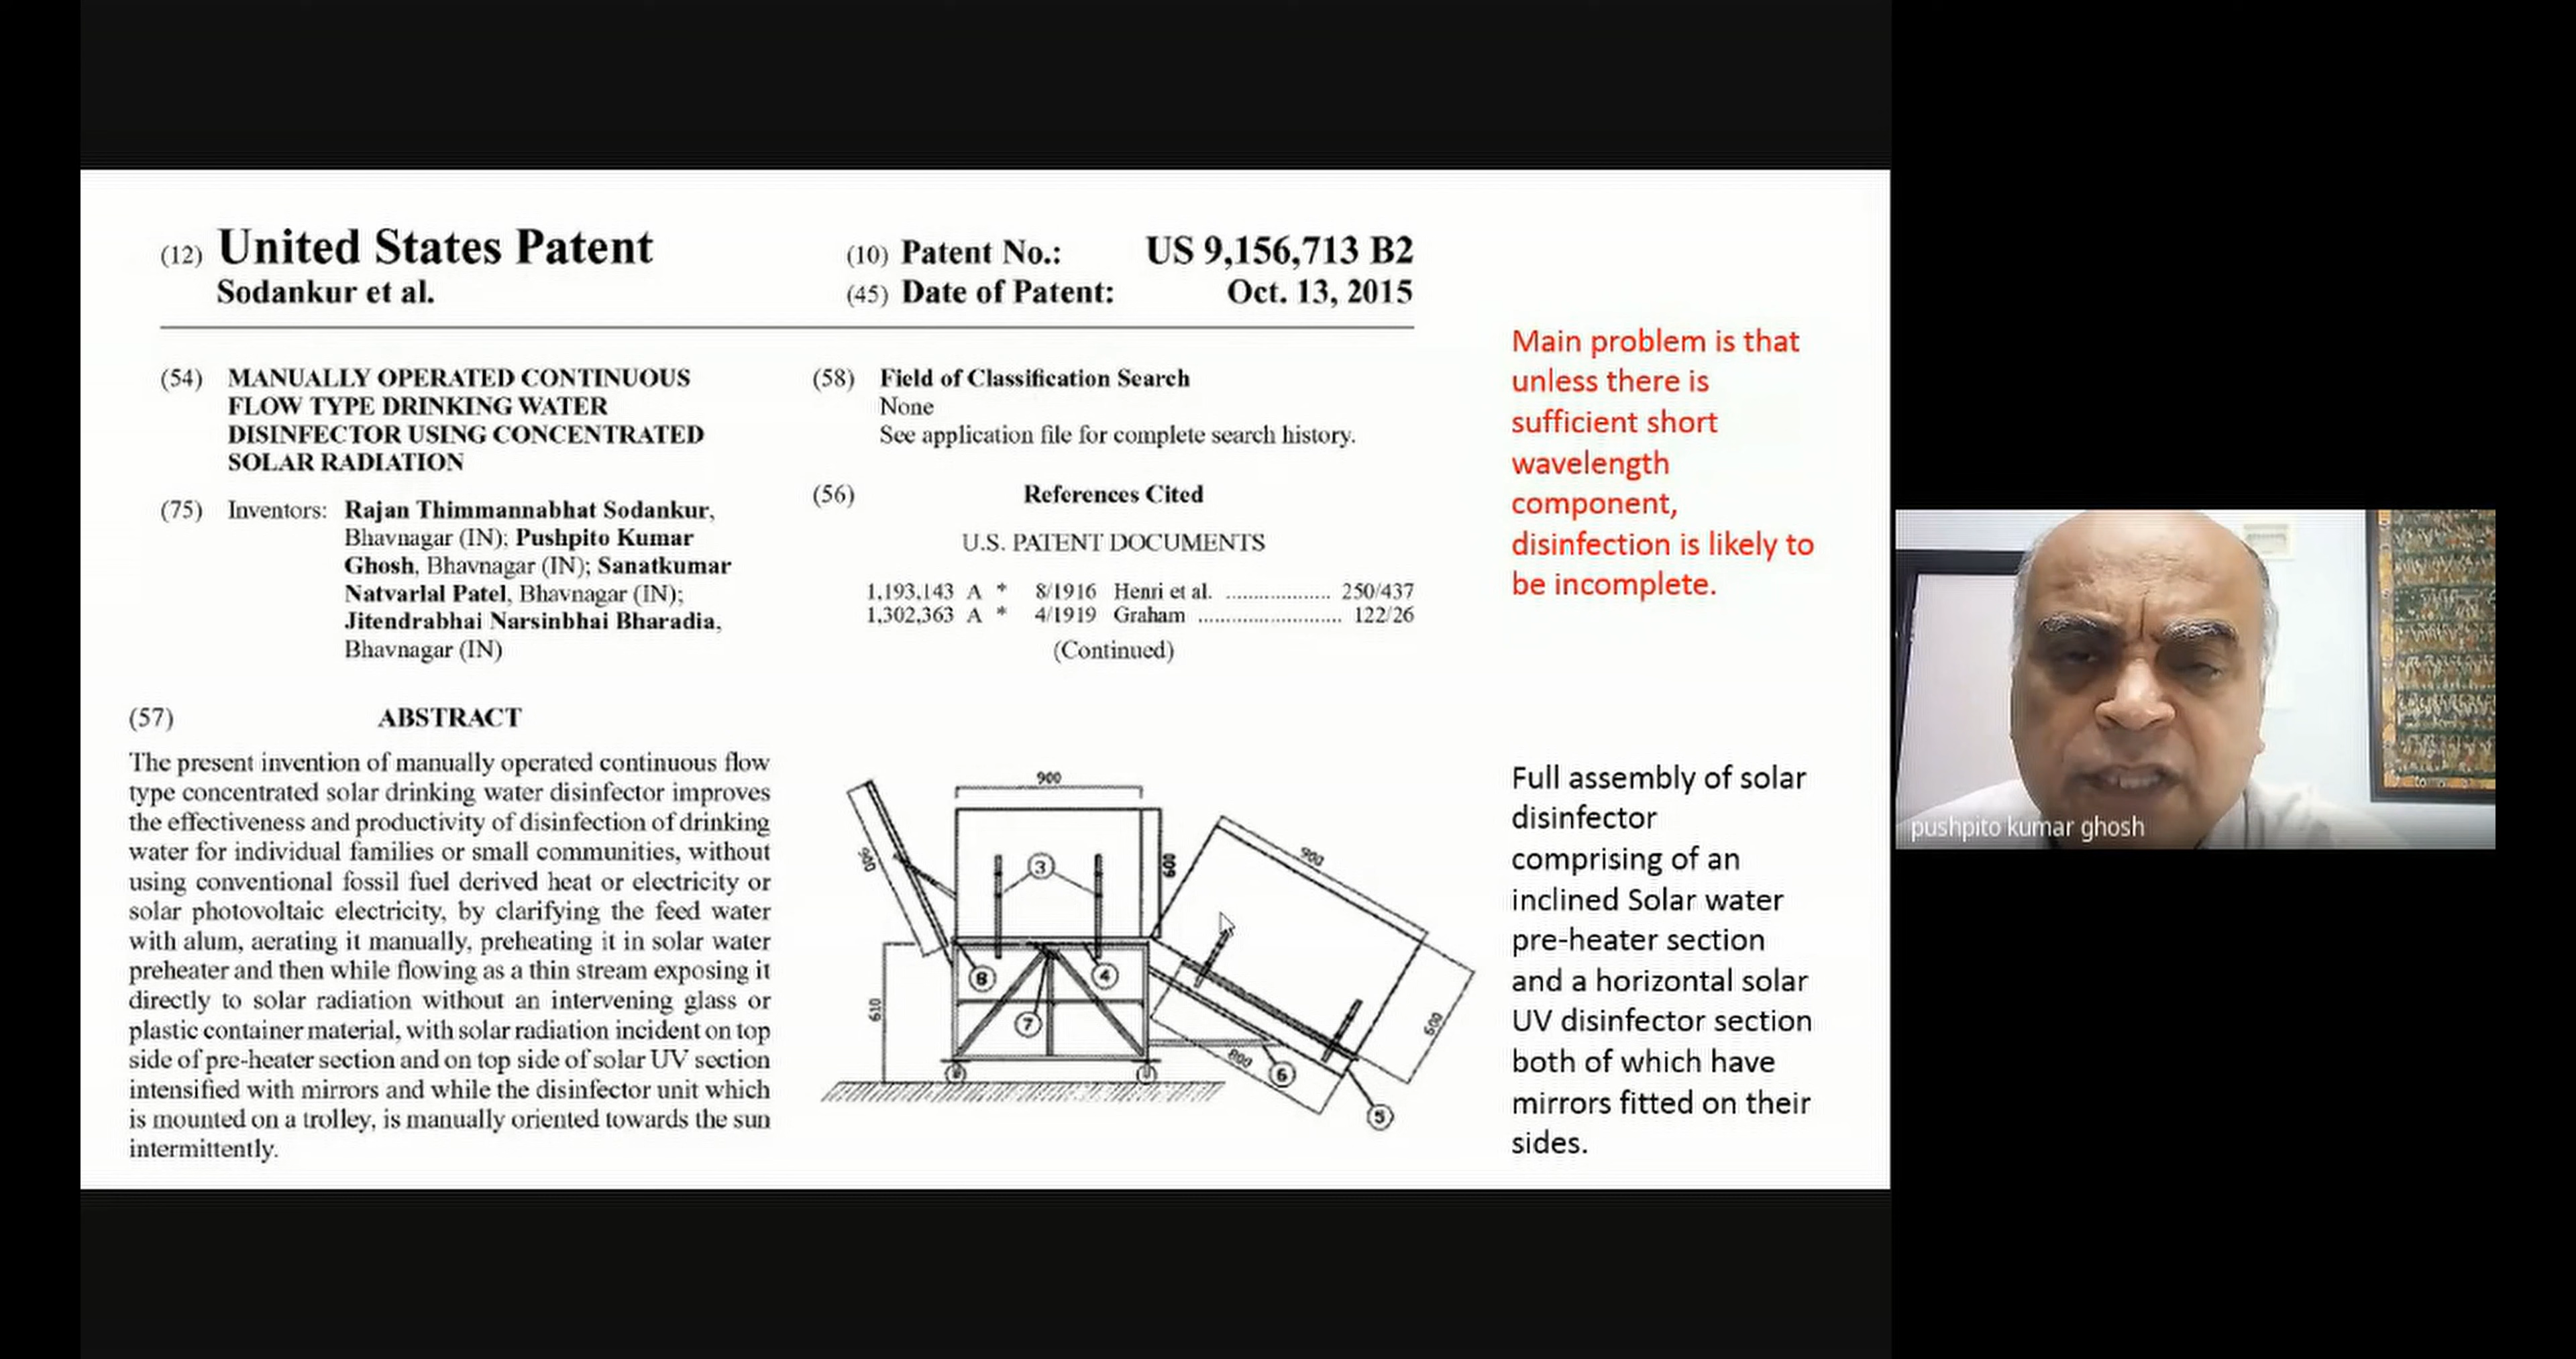 (12) United States Patent
Sodankur et al.
(10) Patent No.: US 9,156,713 B2
(45) Date of Patent: Oct. 13, 2015
(54) MANUALLY OPERATED CONTINUOUS
FLOW TYPE DRINKING WATER
DISINFECTOR USING CONCENTRATED
SOLAR RADIATION
(75) Inventors: Rajan Thimmannabhat Sodankur,
Bhavnagar (IN); Pushpito Kumar
Ghosh, Bhavnagar (IN); Sanatkumar
Natvarlal Patel, Bhavnagar (IN);
Jitendrabhai Narsinbhai Bharadia,
Bhavnagar (IN)
(58) Field of Classification Search
None
See application file for complete search history.
(56) References Cited
U.S. PATENT DOCUMENTS
1,193,143 A * 8/1916 Henri et al. .................. 250/437
1,302,363 A * 4/1919 Graham ......................... 122/26
(Continued)
Main problem is that
unless there is
sufficient short
wavelength
component,
disinfection is likely to
be incomplete.
(57) ABSTRACT
The present invention of manually operated continuous flow
type concentrated solar drinking water disinfector improves
the effectiveness and productivity of disinfection of drinking
water for individual families or small communities, without
using conventional fossil fuel derived heat or electricity or
solar photovoltaic electricity, by clarifying the feed water
with alum, aerating it manually, preheating it in solar water
preheater and then while flowing as a thin stream exposing it
directly to solar radiation without an intervening glass or
plastic container material, with solar radiation incident on top
side of pre-heater section and on top side of solar UV section
intensified with mirrors and while the disinfector unit which
is mounted on a trolley, is manually oriented towards the sun
intermittently.
900
3
600
900
8
4
7
610
600
800
6
5
Full assembly of solar
disinfector
comprising of an
inclined Solar water
pre-heater section
and a horizontal solar
UV disinfector section
both of which have
mirrors fitted on their
sides.
pushpito kumar ghosh